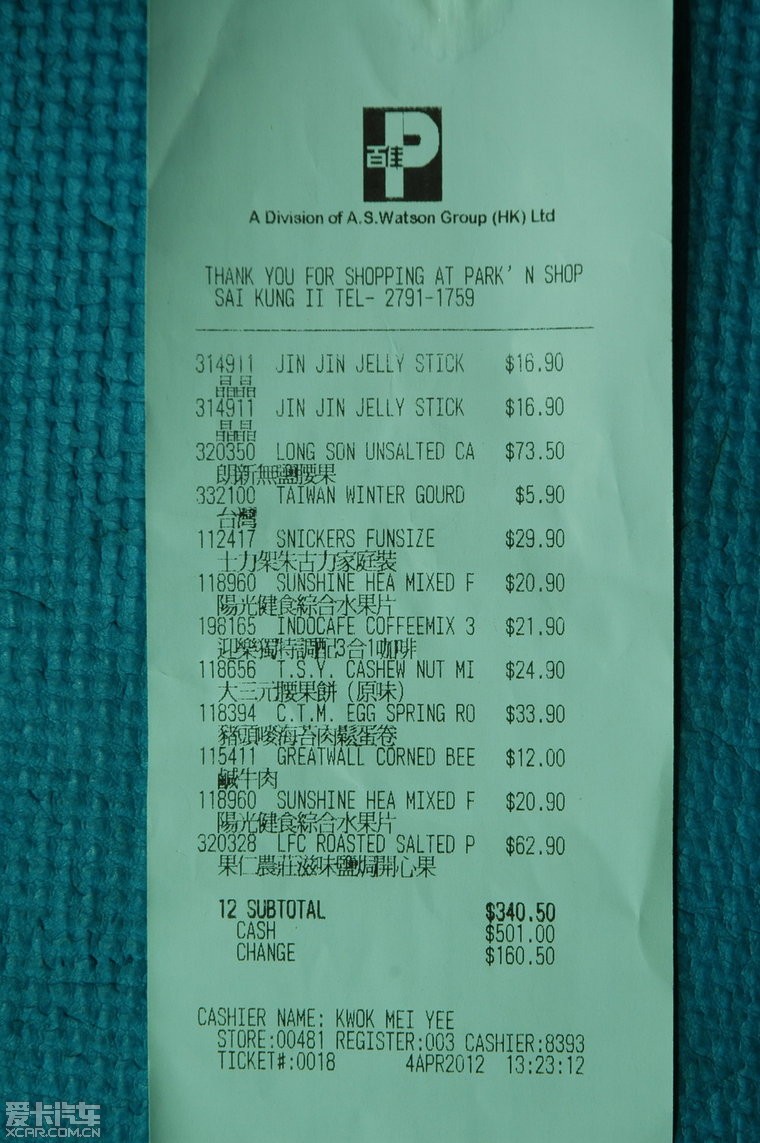 百佳
P
A Division of A.S.Watson Group (HK) Ltd
THANK YOU FOR SHOPPING AT PARK' N SHOP
SAI KUNG II TEL- 2791-1759
314911 JIN JIN JELLY STICK $16.90
晶晶
314911 JIN JIN JELLY STICK $16.90
晶晶
320350 LONG SON UNSALTED CA $73.50
朗新無鹽腰果
332100 TAIWAN WINTER GOURD $5.90
台灣
112417 SNICKERS FUNSIZE $29.90
士力架朱古力家庭裝
118960 SUNSHINE HEA MIXED F $20.90
陽光健食綜合水果片
198165 INDOCAFE COFFEEMIX 3 $21.90
迎樂獨特調配3合1咖啡
118656 T.S.Y. CASHEW NUT MI $24.90
大三元腰果餅（原味）
118394 C.T.M. EGG SPRING RO $33.90
豬頭嘜海苔肉鬆蛋卷
115411 GREATWALL CORNED BEE $12.00
鹹牛肉
118960 SUNSHINE HEA MIXED F $20.90
陽光健食綜合水果片
320328 LFC ROASTED SALTED P $62.90
果仁農莊滋味鹽焗開心果
12 SUBTOTAL $340.50
CASH $501.00
CHANGE $160.50
CASHIER NAME: KWOK MEI YEE
STORE:00481 REGISTER:003 CASHIER:8393
TICKET#:0018 4APR2012 13:23:12
爱卡汽车
XCAR.COM.CN